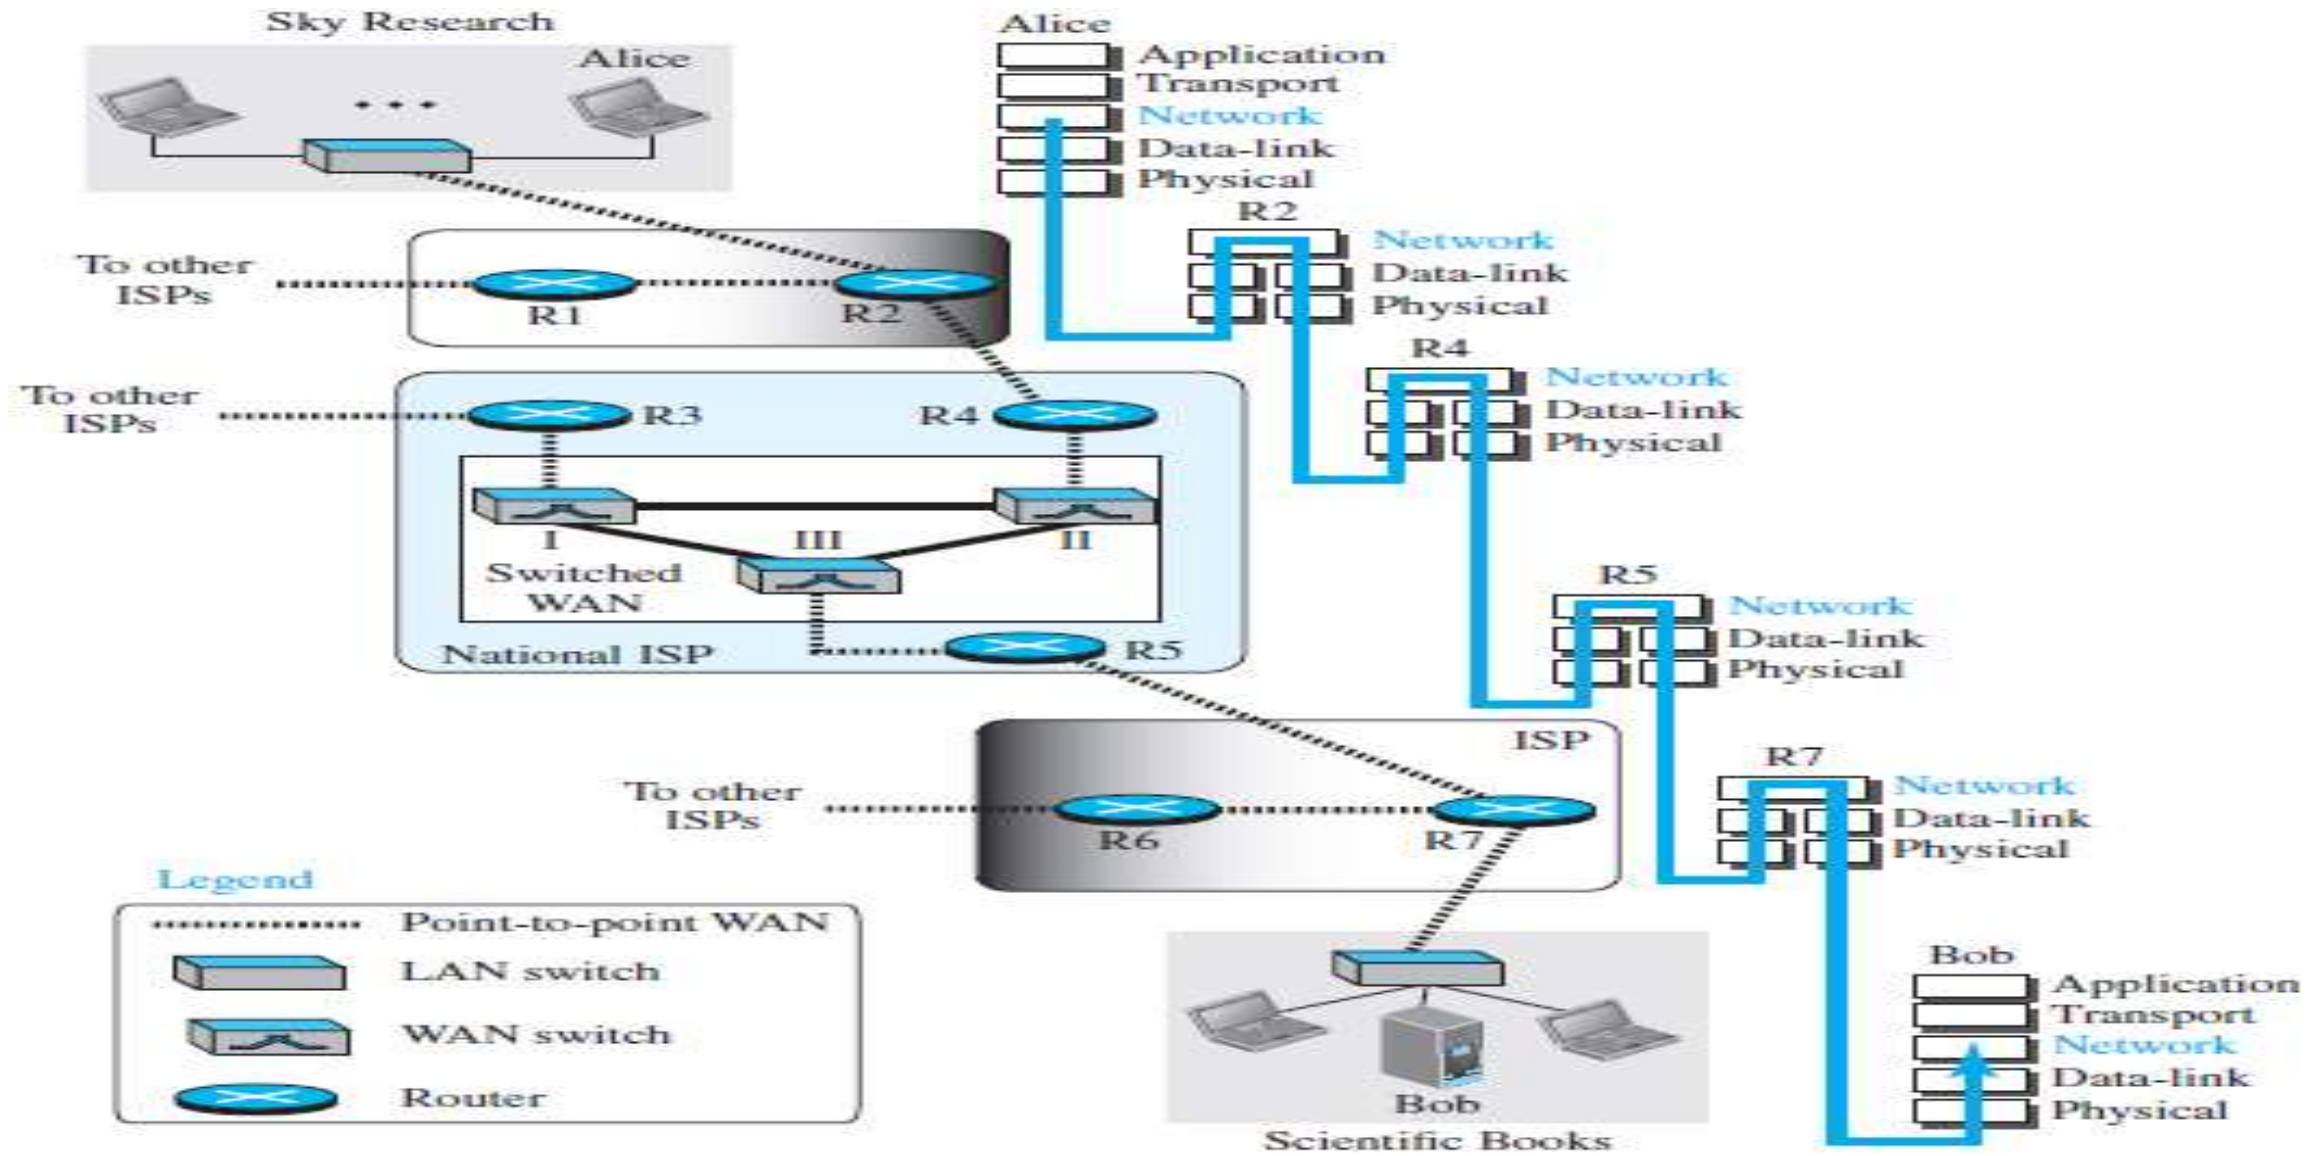 Sky Research
Alice
To other
ISPs
R1
R2
To other
ISPs
R3
R4
I
III
II
Switched
WAN
National ISP
R5
ISP
To other
ISPs
R6
R7
Legend
Point-to-point WAN
LAN switch
WAN switch
Router
Bob
Scientific Books
Alice
Application
Transport
Network
Data-link
Physical
R2
Network
Data-link
Physical
R4
Network
Data-link
Physical
R5
Network
Data-link
Physical
R7
Network
Data-link
Physical
Bob
Application
Transport
Network
Data-link
Physical